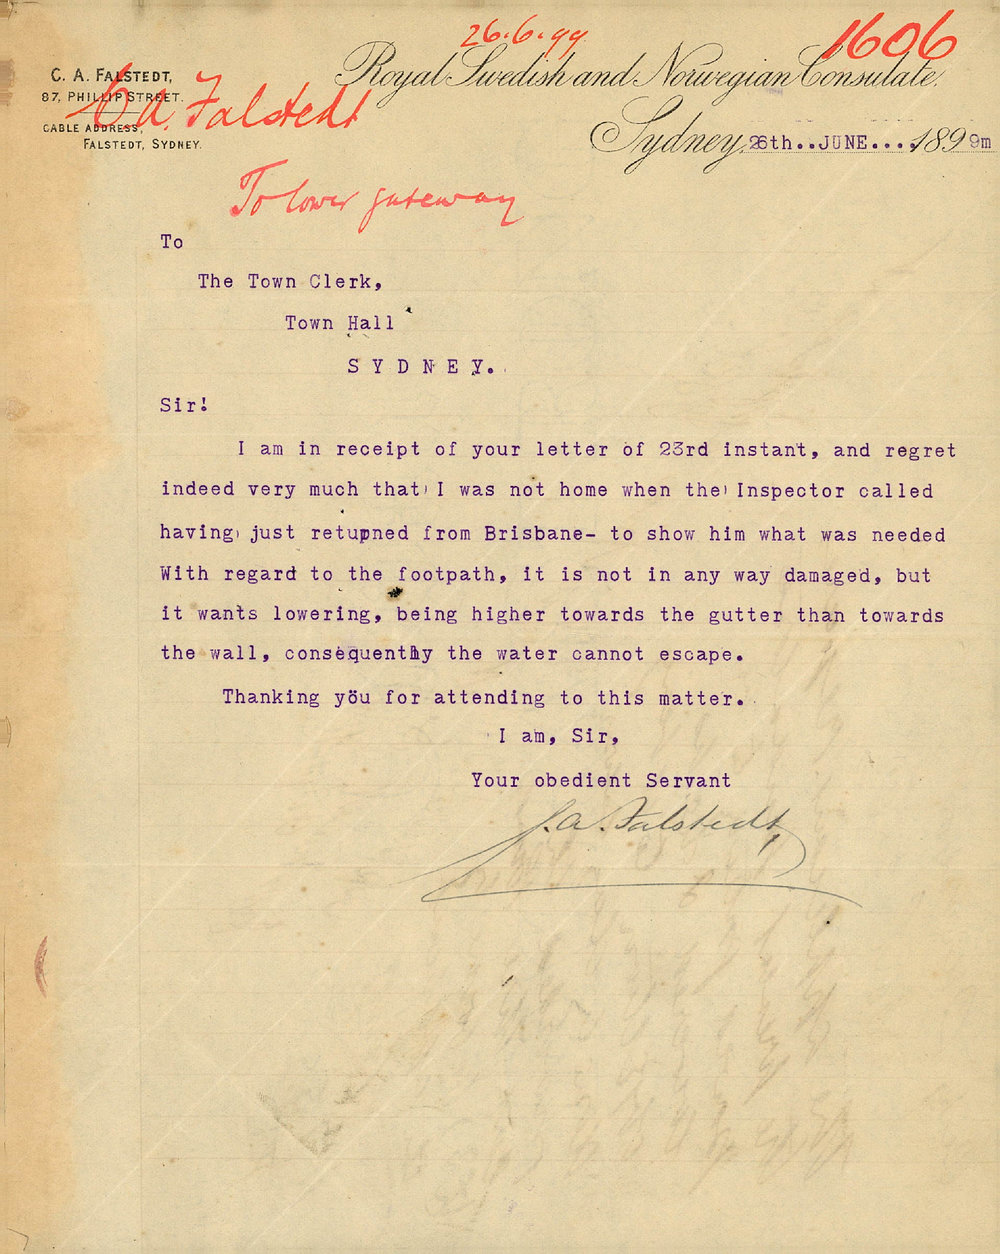 26.6.99
1606
C. A. FALSTEDT,
87, PHILLIP STREET.
CABLE ADDRESS,
FALSTEDT, SYDNEY.
Royal Swedish and Norwegian Consulate.
C A. Falstedt
Sydney, 26th..JUNE....1899m
To lower gateway
To
The Town Clerk,
Town Hall
S Y D N E Y.
Sir!
I am in receipt of your letter of 23rd instant, and regret
indeed very much that I was not home when the Inspector called
having just retupned from Brisbane- to show him what was needed
With regard to the footpath, it is not in any way damaged, but
it wants lowering, being higher towards the gutter than towards
the wall, consequenthly the water cannot escape.
Thanking you for attending to this matter.
I am, Sir,
Your obedient Servant
C. A. Falstedt,